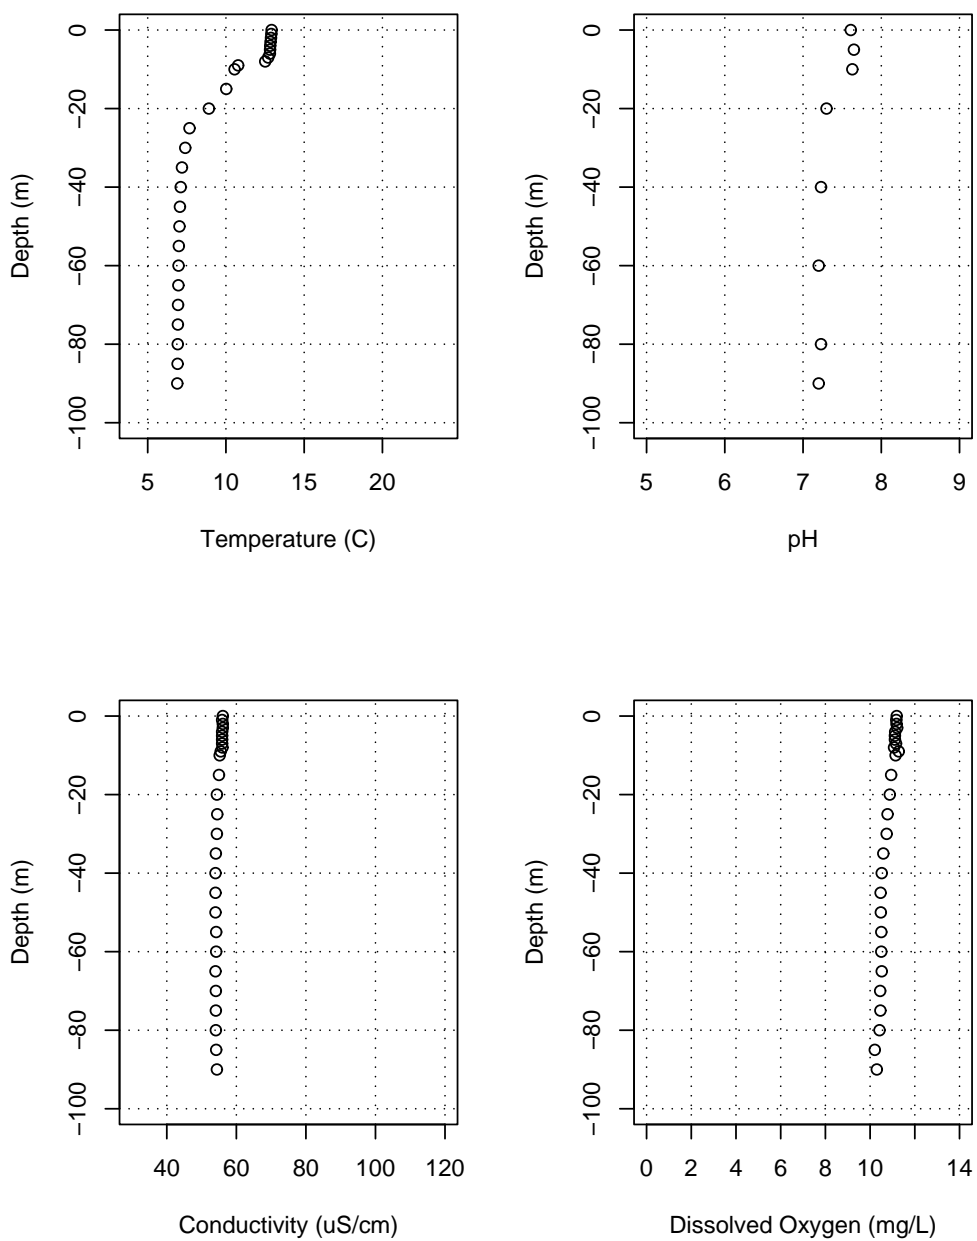 0
−20
−40
−60
−80
−100
Depth (m)
5 10 15 20
Temperature (C)
0
−20
−40
−60
−80
−100
Depth (m)
5 6 7 8 9
pH
0
−20
−40
−60
−80
−100
Depth (m)
40 60 80 100 120
Conductivity (uS/cm)
0
−20
−40
−60
−80
−100
Depth (m)
0 2 4 6 8 10 14
Dissolved Oxygen (mg/L)